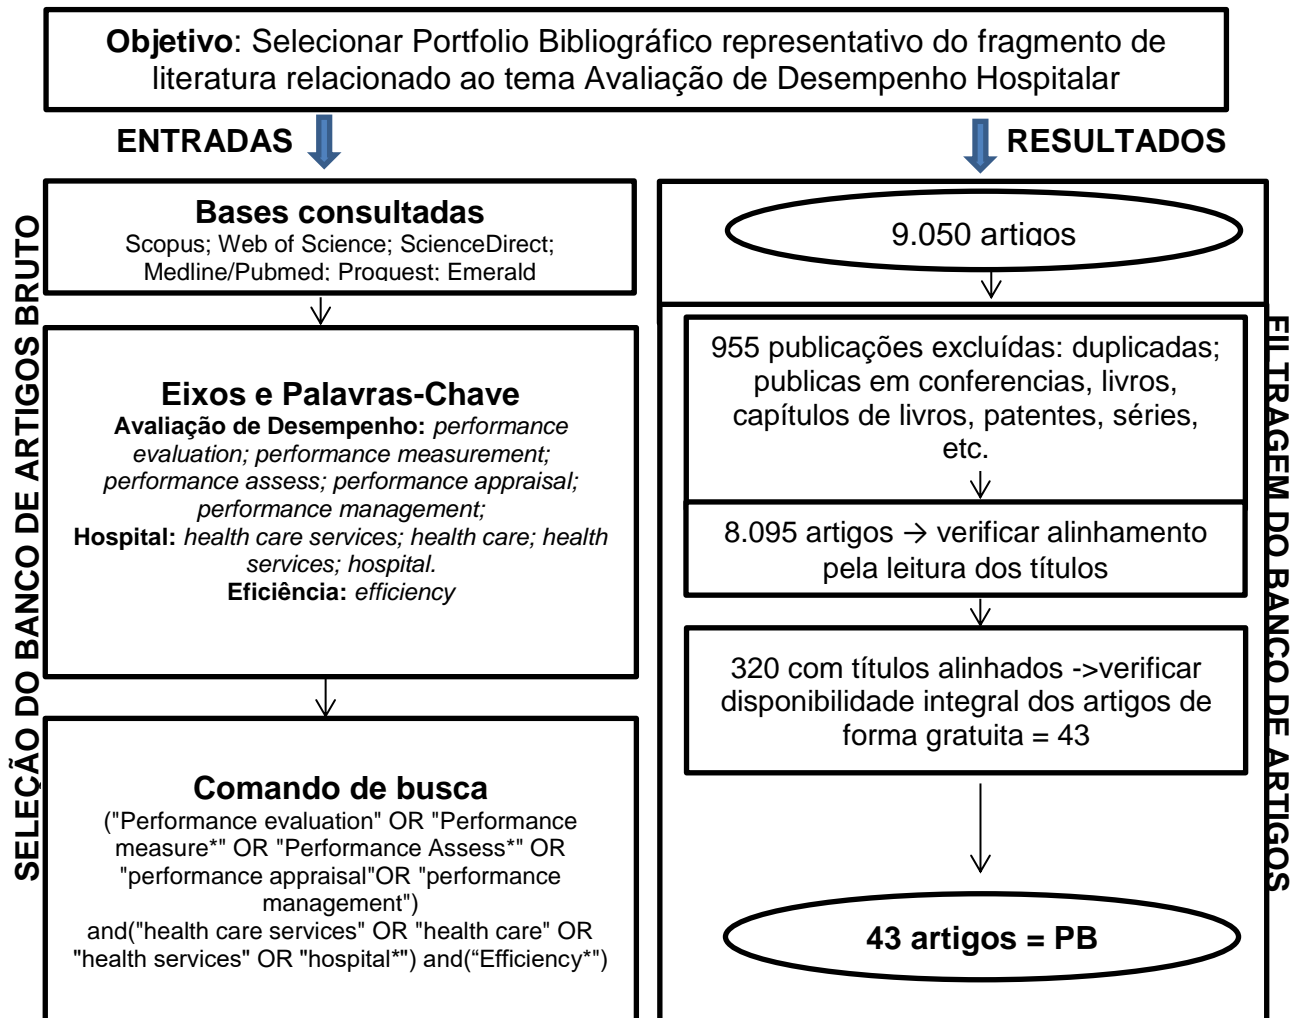 Objetivo: Selecionar Portfolio Bibliográfico representativo do fragmento de
literatura relacionado ao tema Avaliação de Desempenho Hospitalar
ENTRADAS
RESULTADOS
SELEÇÃO DO BANCO DE ARTIGOS BRUTO
Bases consultadas
Scopus; Web of Science; ScienceDirect;
Medline/Pubmed; Proquest; Emerald
Eixos e Palavras-Chave
Avaliação de Desempenho: performance
evaluation; performance measurement;
performance assess; performance appraisal;
performance management;
Hospital: health care services; health care; health
services; hospital.
Eficiência: efficiency
Comando de busca
("Performance evaluation" OR "Performance
measure*" OR "Performance Assess*" OR
"performance appraisal"OR "performance
management")
and("health care services" OR "health care" OR
"health services" OR "hospital*") and(“Efficiency*")
9.050 artigos
955 publicações excluídas: duplicadas;
publicas em conferencias, livros,
capítulos de livros, patentes, séries,
etc.
8.095 artigos → verificar alinhamento
pela leitura dos títulos
320 com títulos alinhados ->verificar
disponibilidade integral dos artigos de
forma gratuita = 43
43 artigos = PB
FILTRAGEM DO BANCO DE ARTIGOS